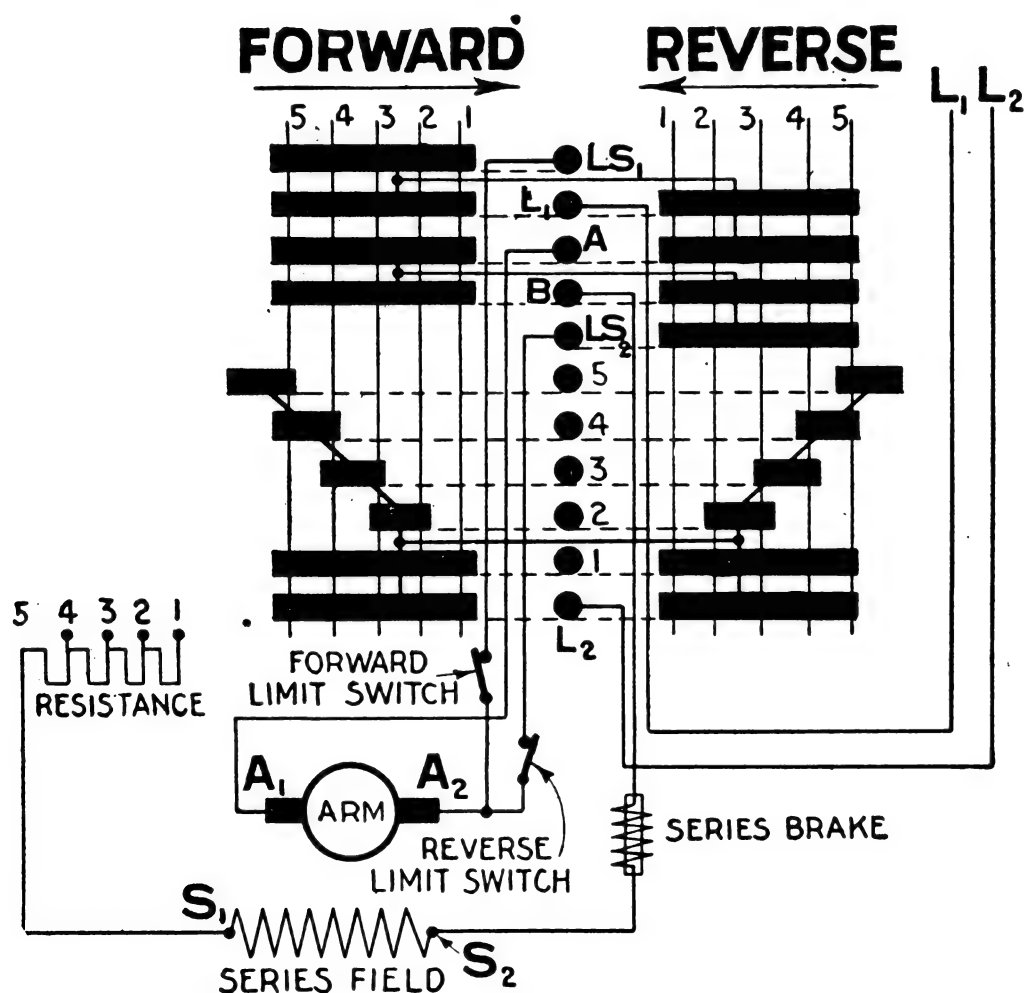 FORWARD REVERSE
L1 L2
5 4 3 2 1 1 2 3 4 5
LS1
L1
A
B
LS2
5
4
3
2
1
L2
5 4 3 2 1
RESISTANCE
FORWARD
LIMIT SWITCH
A1 ARM A2
REVERSE
LIMIT SWITCH
SERIES BRAKE
S1
SERIES FIELD
S2